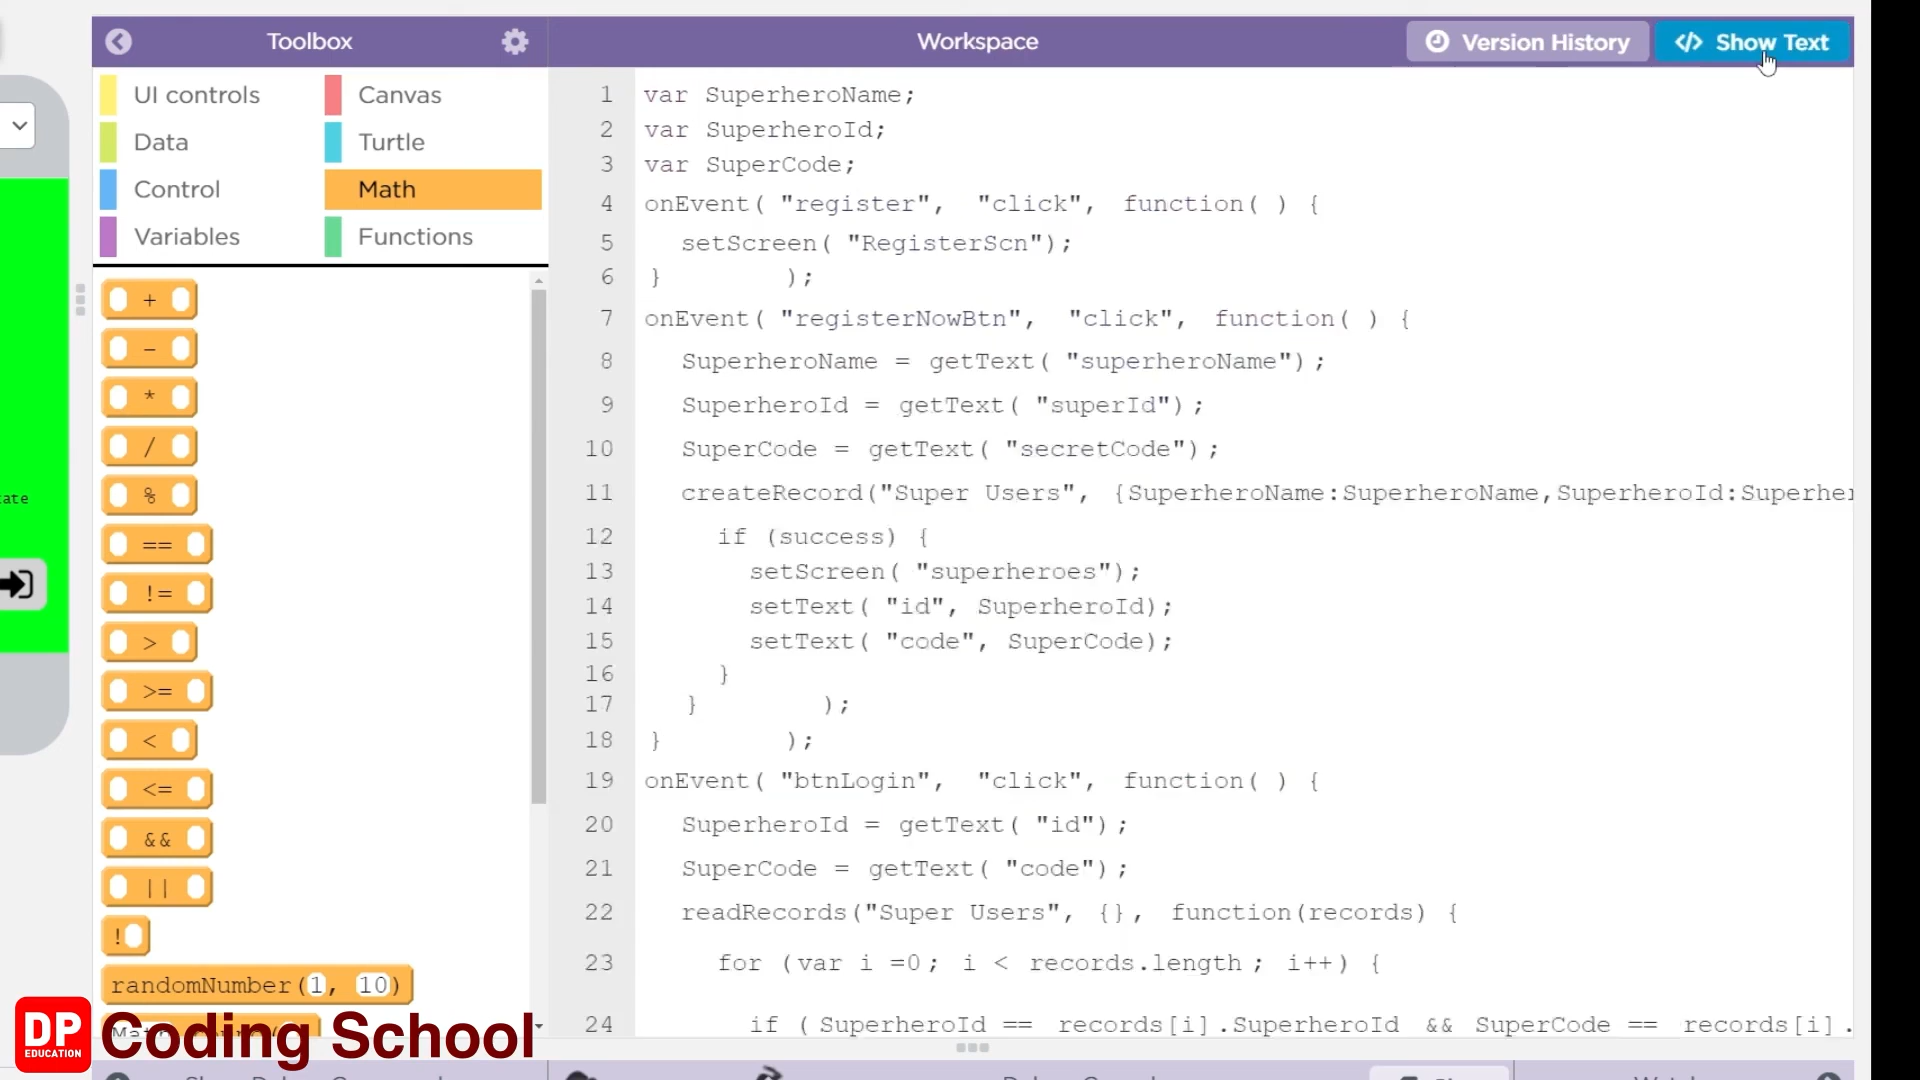 Toolbox
Workspace
Version History
</> Show Text
UI controls
Canvas
Data
Turtle
Control
Math
Variables
Functions
+
-
*
/
%
==
!=
>
>=
<
<=
&&
||
!
randomNumber(1, 10)
1 var SuperheroName;
2 var SuperheroId;
3 var SuperCode;
4 onEvent( "register", "click", function( ) {
5 setScreen( "RegisterScn");
6 } );
7 onEvent( "registerNowBtn", "click", function( ) {
8 SuperheroName = getText( "superheroName");
9 SuperheroId = getText( "superId");
10 SuperCode = getText( "secretCode");
11 createRecord("Super Users", {SuperheroName:SuperheroName,SuperheroId:Superher
12 if (success) {
13 setScreen( "superheroes");
14 setText( "id", SuperheroId);
15 setText( "code", SuperCode);
16 }
17 } );
18 } );
19 onEvent( "btnLogin", "click", function( ) {
20 SuperheroId = getText( "id");
21 SuperCode = getText( "code");
22 readRecords("Super Users", {}, function(records) {
23 for (var i =0; i < records.length; i++) {
24 if ( SuperheroId == records[i].SuperheroId && SuperCode == records[i].
DP
EDUCATION
Coding School